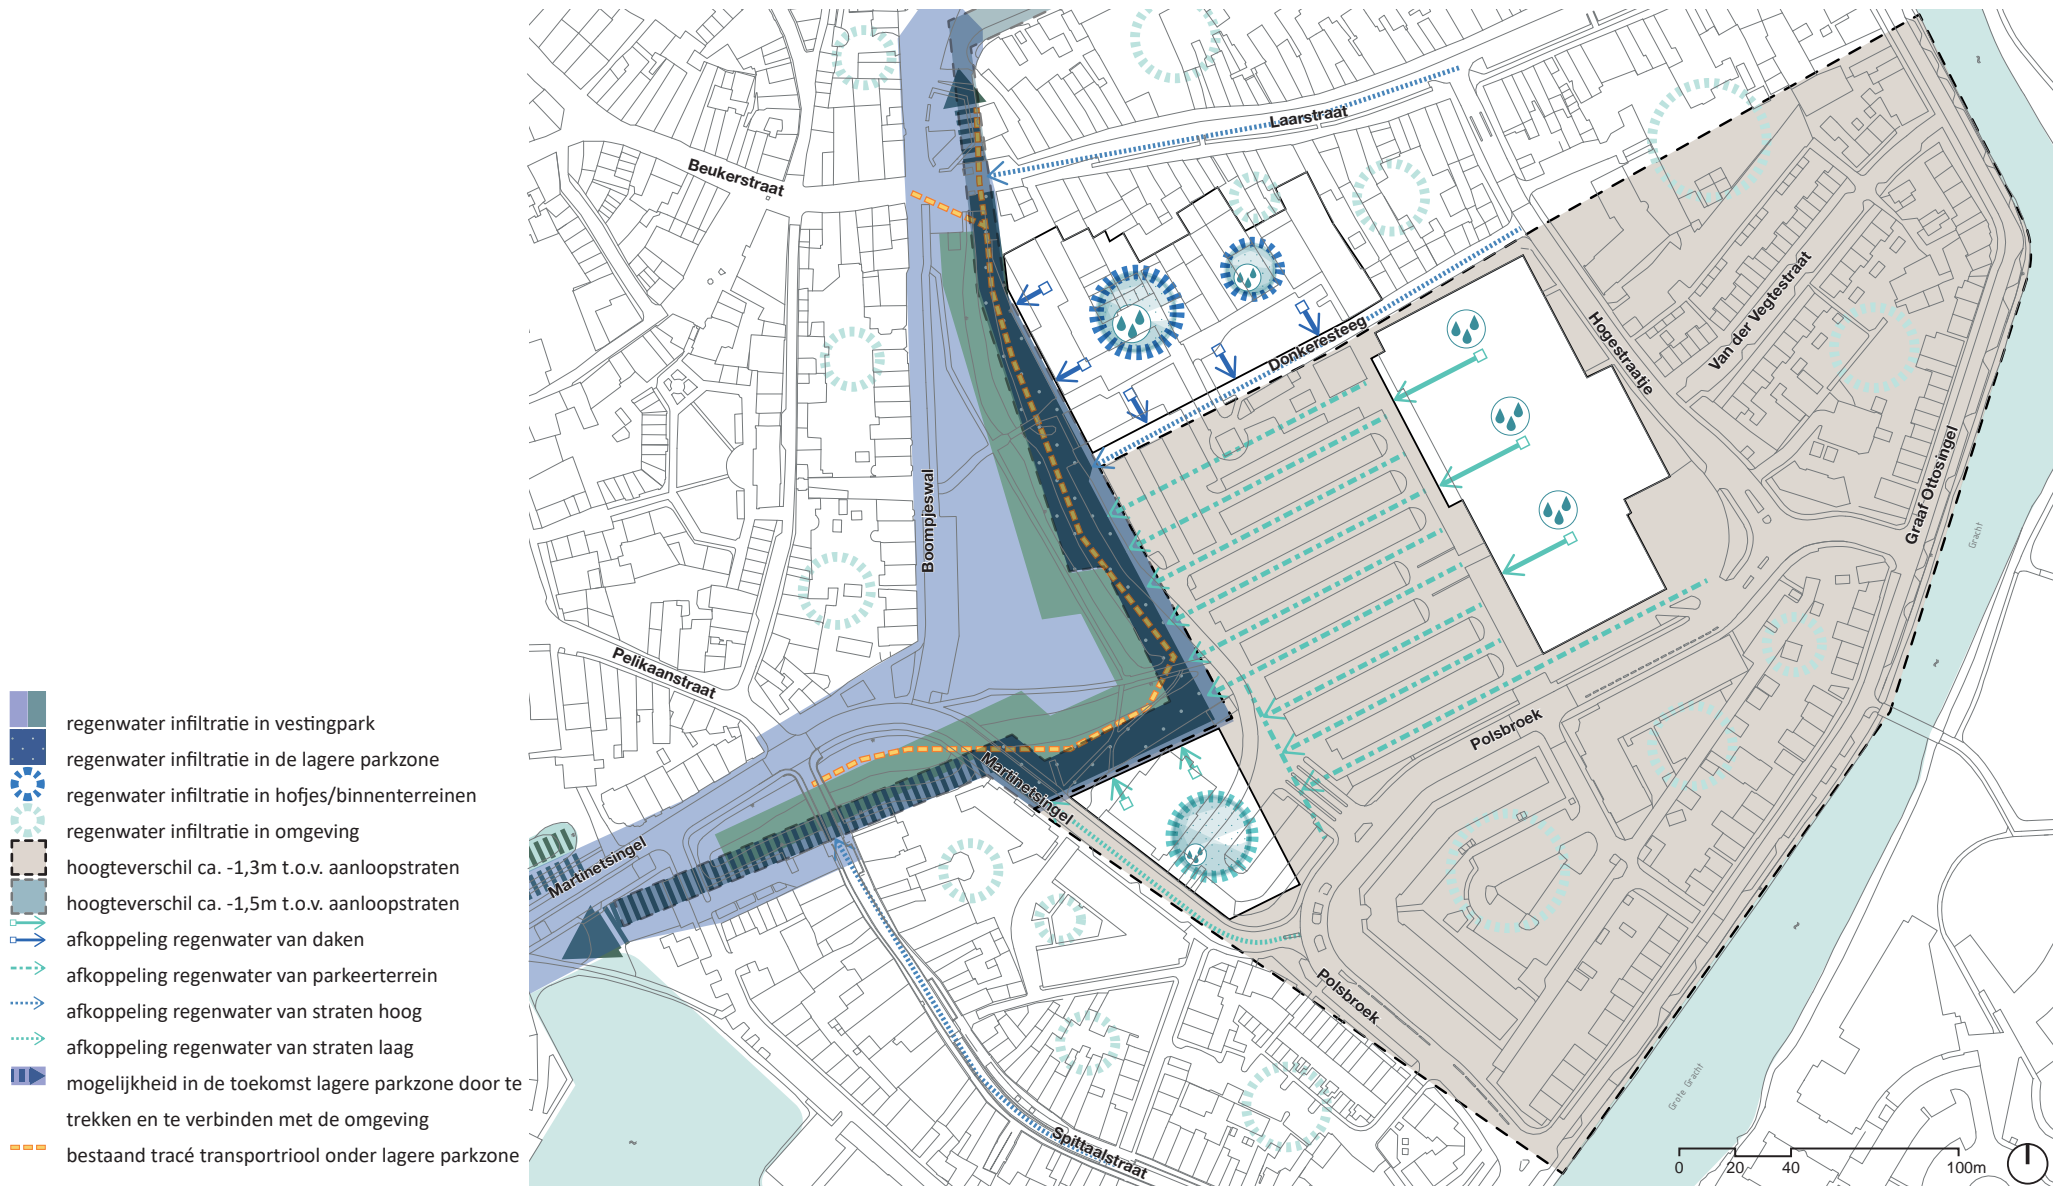 regenwater infiltratie in vestingpark
regenwater infiltratie in de lagere parkzone
regenwater infiltratie in hofjes/binnenterreinen
regenwater infiltratie in omgeving
hoogteverschil ca. -1,3m t.o.v. aanloopstraten
hoogteverschil ca. -1,5m t.o.v. aanloopstraten
afkoppeling regenwater van daken
afkoppeling regenwater van parkeerterrein
afkoppeling regenwater van straten hoog
afkoppeling regenwater van straten laag
mogelijkheid in de toekomst lagere parkzone door te
trekken en te verbinden met de omgeving
bestaand tracé transportriool onder lagere parkzone
Beukerstraat
Laarstraat
Donkeresteeg
Hogestraatje
Van der Vegtestraat
Graaf Ottosingel
Gracht
Boompjeswal
Pelikaanstraat
Polsbroek
Martinetsingel
Martinetsingel
Polsbroek
Grote Gracht
Spittaalstraat
0 20 40 100m